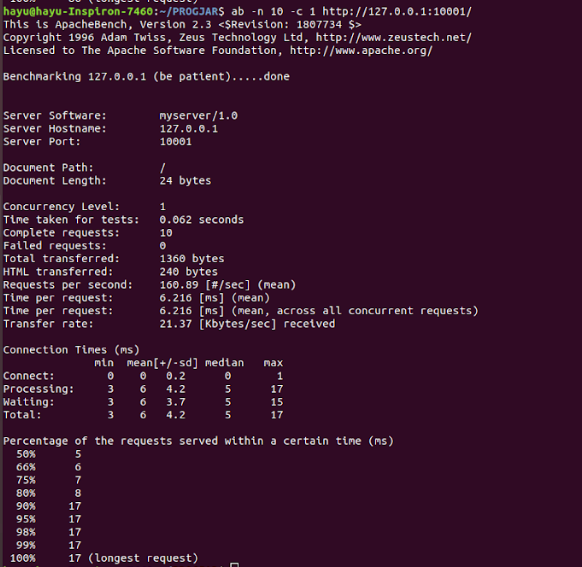 hayu@hayu-Inspiron-7460:~/PROGJAR$ ab -n 10 -c 1 http://127.0.0.1:10001/
This is ApacheBench, Version 2.3 <$Revision: 1807734 $>
Copyright 1996 Adam Twiss, Zeus Technology Ltd, http://www.zeustech.net/
Licensed to The Apache Software Foundation, http://www.apache.org/

Benchmarking 127.0.0.1 (be patient).....done


Server Software:        myserver/1.0
Server Hostname:        127.0.0.1
Server Port:            10001

Document Path:          /
Document Length:        24 bytes

Concurrency Level:      1
Time taken for tests:   0.062 seconds
Complete requests:      10
Failed requests:        0
Total transferred:      1360 bytes
HTML transferred:       240 bytes
Requests per second:    160.89 [#/sec] (mean)
Time per request:       6.216 [ms] (mean)
Time per request:       6.216 [ms] (mean, across all concurrent requests)
Transfer rate:          21.37 [Kbytes/sec] received

Connection Times (ms)
              min  mean[+/-sd] median   max
Connect:        0    0   0.2      0       1
Processing:     3    6   4.2      5      17
Waiting:        3    6   3.7      5      15
Total:          3    6   4.2      5      17

Percentage of the requests served within a certain time (ms)
  50%      5
  66%      6
  75%      7
  80%      8
  90%     17
  95%     17
  98%     17
  99%     17
 100%     17 (longest request)